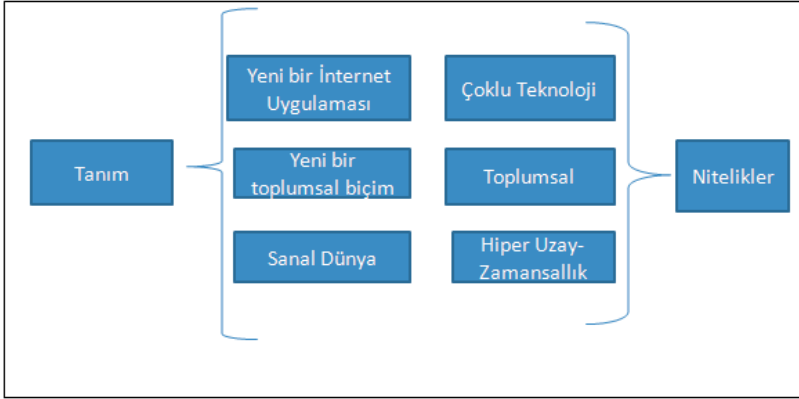 Tanım
Yeni bir İnternet
Uygulaması
Yeni bir
toplumsal biçim
Sanal Dünya
Çoklu Teknoloji
Toplumsal
Hiper Uzay-
Zamansallık
Nitelikler